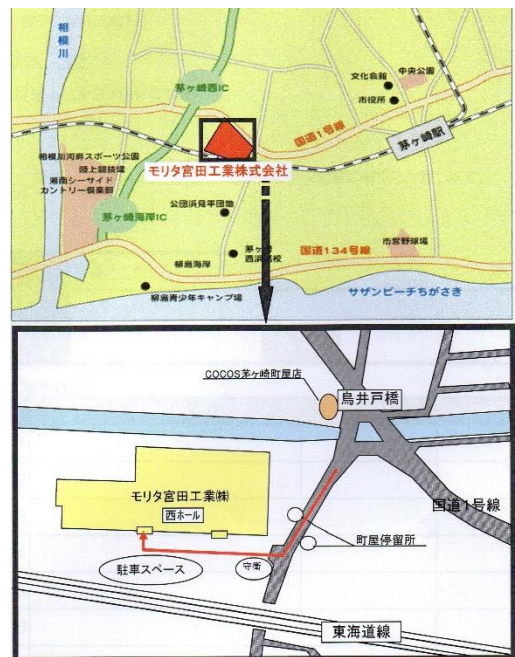 相模川
茅ヶ崎西IC
文化会館
中央公園
市役所
国道1号線
茅ヶ崎駅
モリタ宮田工業株式会社
相模川河畔スポーツ公園
陸上競技場
湘南シーサイド
カントリー倶楽部
公団浜見平団地
茅ヶ崎海岸IC
茅ヶ崎
西浜高校
国道134号線
市営野球場
柳島海岸
柳島青少年キャンプ場
サザンビーチちがさき
COCOS茅ヶ崎町屋店
鳥井戸橋
モリタ宮田工業㈱
西ホール
国道1号線
町屋停留所
守衛
駐車スペース
東海道線